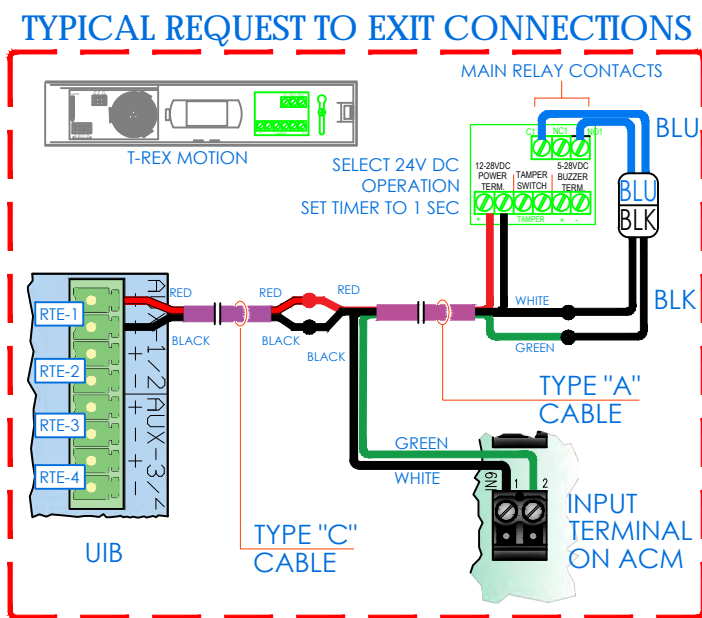 TYPICAL REQUEST TO EXIT CONNECTIONS
MAIN RELAY CONTACTS
T-REX MOTION
C1
NC1
NO1
BLU
SELECT 24V DC
OPERATION
SET TIMER TO 1 SEC
12-28VDC
POWER
TERM.
TAMPER
SWITCH
5-28VDC
BUZZER
TERM.
+
-
TAMPER
+
-
BLU
BLK
BLK
RED
BLACK
RED
BLACK
RED
BLACK
WHITE
GREEN
RTE-1
RTE-2
RTE-3
RTE-4
+
-
+
-
+
-
+
-
AUX-1/2
AUX-3/4
UIB
TYPE "C"
CABLE
TYPE "A"
CABLE
GREEN
WHITE
IN9
1
2
INPUT
TERMINAL
ON ACM